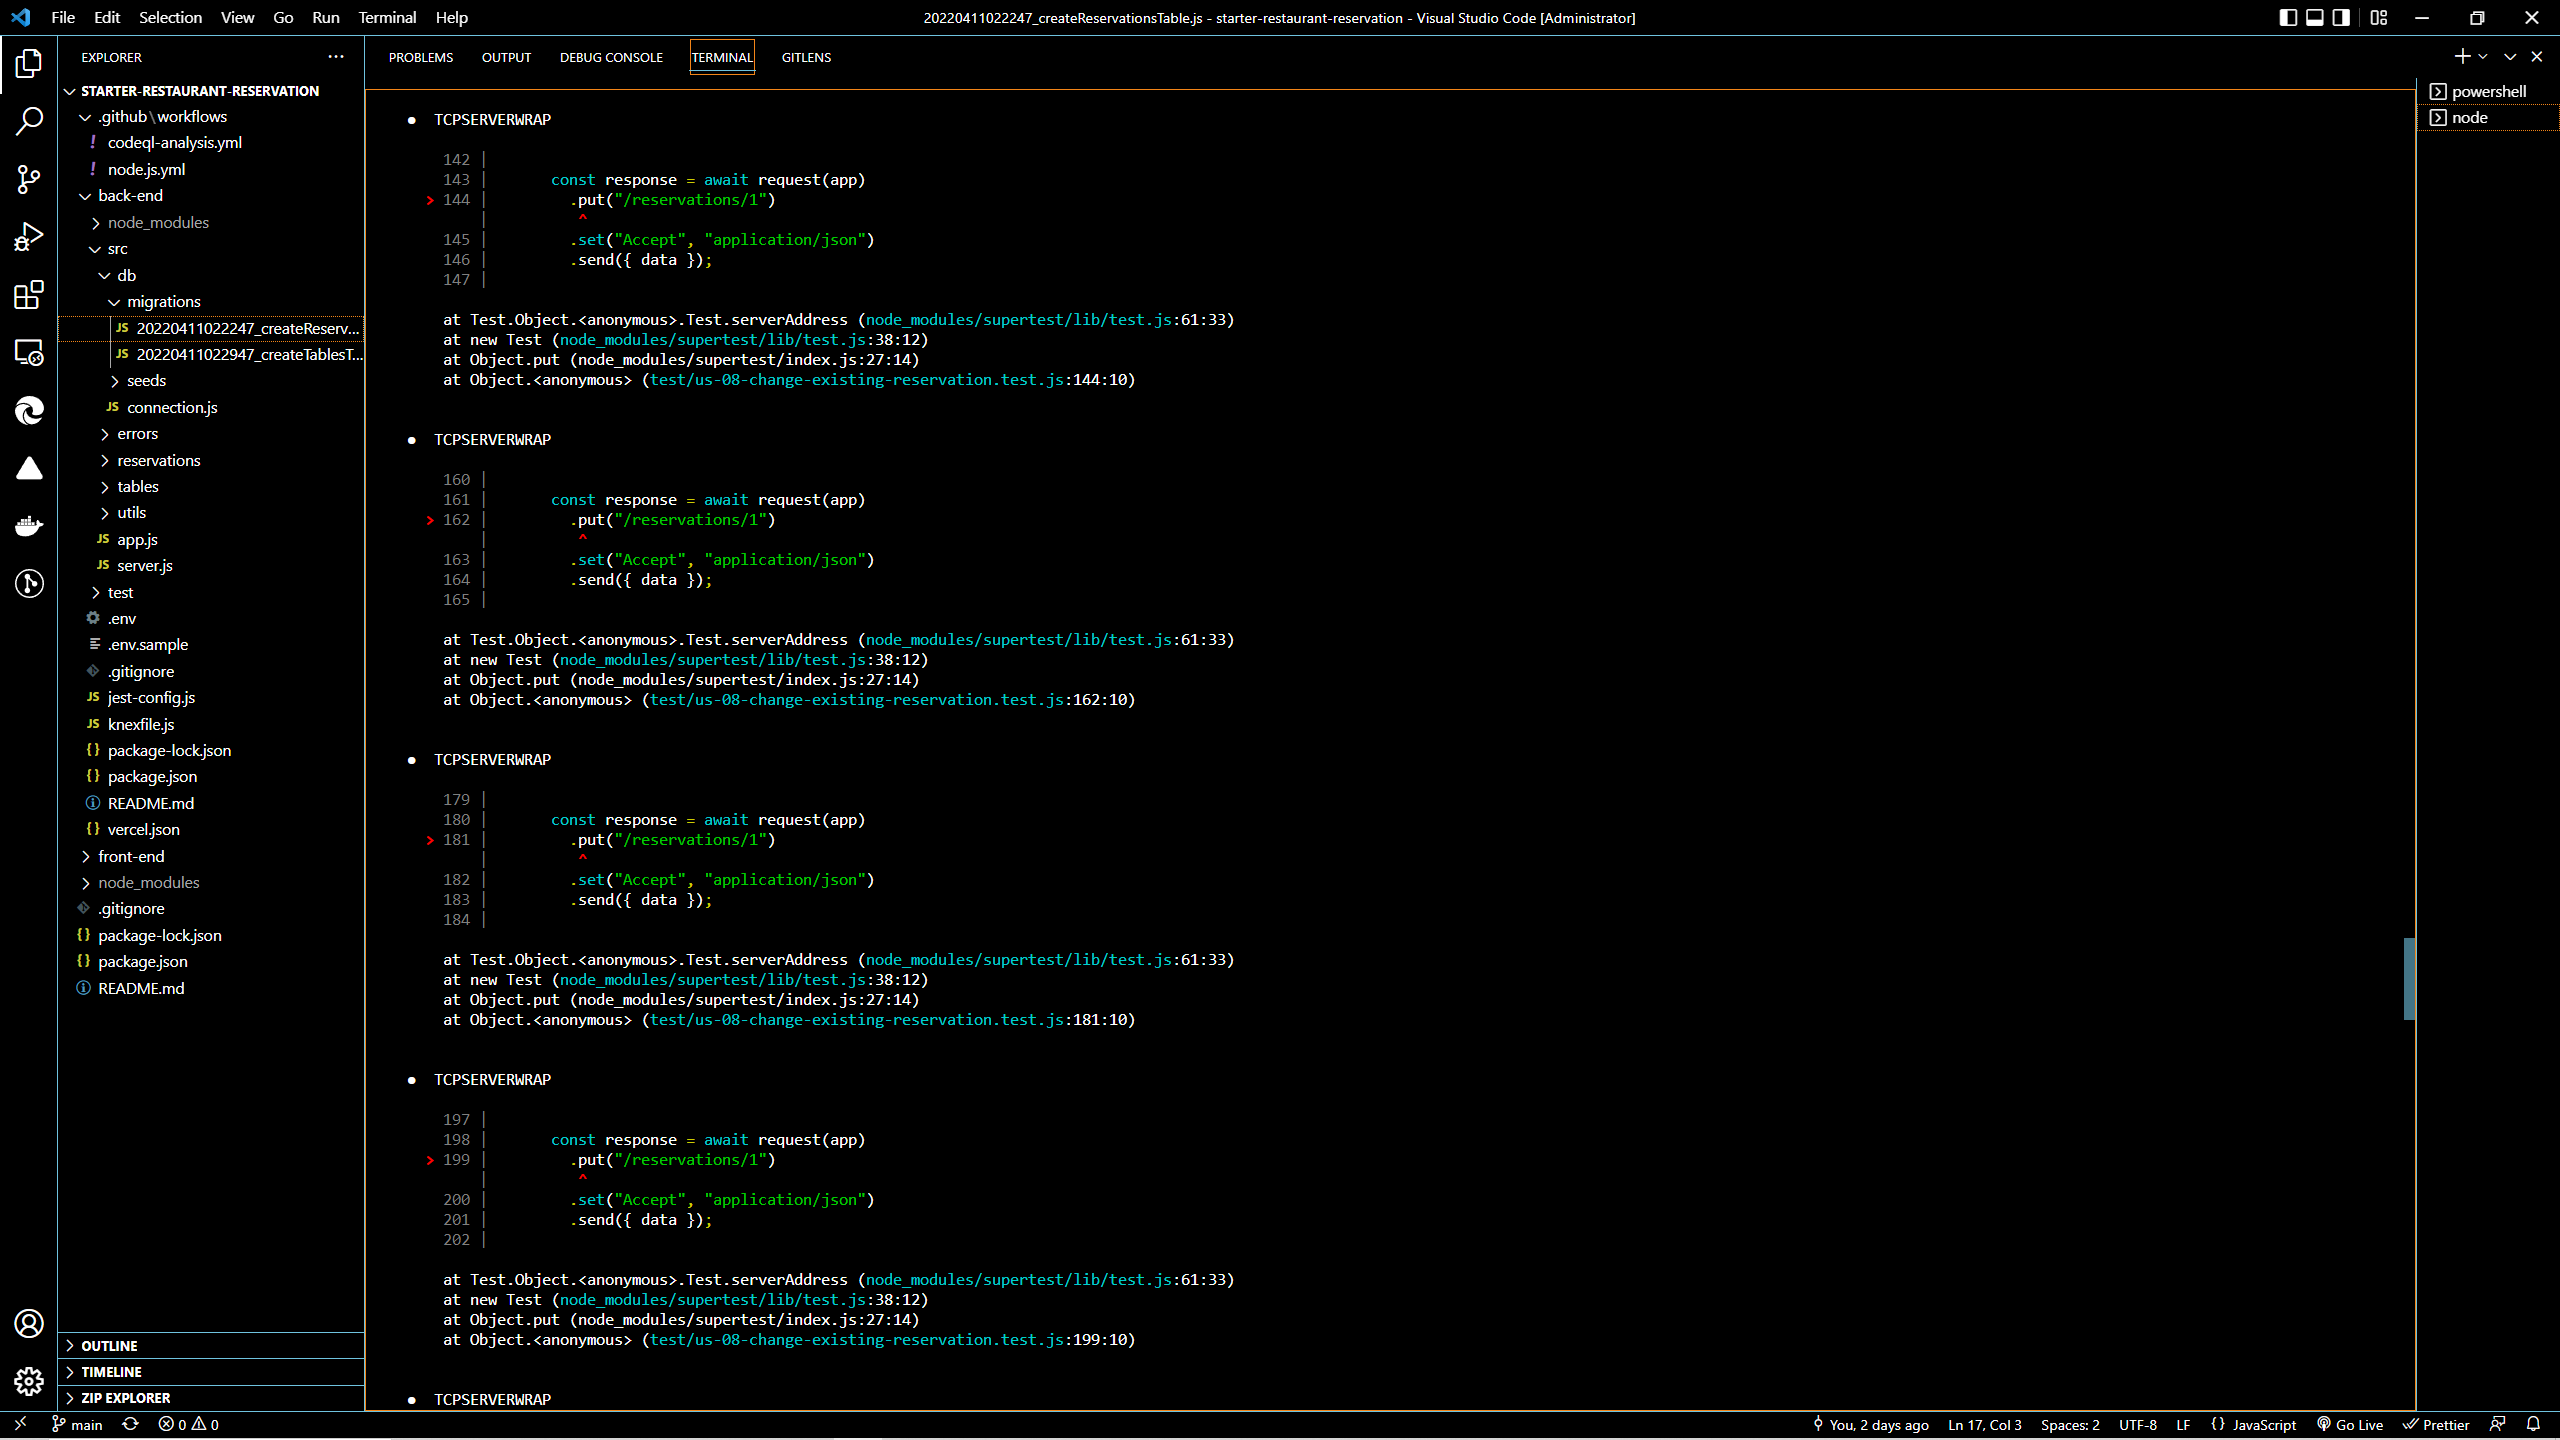 File Edit Selection View Go Run Terminal Help
20220411022247_createReservationsTable.js - starter-restaurant-reservation - Visual Studio Code [Administrator]
EXPLORER
STARTER-RESTAURANT-RESERVATION
.github\workflows
! codeql-analysis.yml
! node.js.yml
back-end
node_modules
src
db
migrations
JS 20220411022247_createReserv...
JS 20220411022947_createTablesT...
seeds
JS connection.js
errors
reservations
tables
utils
JS app.js
JS server.js
test
.env
.env.sample
.gitignore
JS jest-config.js
JS knexfile.js
{} package-lock.json
{} package.json
README.md
{} vercel.json
front-end
node_modules
.gitignore
{} package-lock.json
{} package.json
README.md
OUTLINE
TIMELINE
ZIP EXPLORER
PROBLEMS OUTPUT DEBUG CONSOLE TERMINAL GITLENS
● TCPSERVERWRAP
142 |
143 | const response = await request(app)
> 144 | .put("/reservations/1")
| ^
145 | .set("Accept", "application/json")
146 | .send({ data });
147 |
at Test.Object.<anonymous>.Test.serverAddress (node_modules/supertest/lib/test.js:61:33)
at new Test (node_modules/supertest/lib/test.js:38:12)
at Object.put (node_modules/supertest/index.js:27:14)
at Object.<anonymous> (test/us-08-change-existing-reservation.test.js:144:10)
● TCPSERVERWRAP
160 |
161 | const response = await request(app)
> 162 | .put("/reservations/1")
| ^
163 | .set("Accept", "application/json")
164 | .send({ data });
165 |
at Test.Object.<anonymous>.Test.serverAddress (node_modules/supertest/lib/test.js:61:33)
at new Test (node_modules/supertest/lib/test.js:38:12)
at Object.put (node_modules/supertest/index.js:27:14)
at Object.<anonymous> (test/us-08-change-existing-reservation.test.js:162:10)
● TCPSERVERWRAP
179 |
180 | const response = await request(app)
> 181 | .put("/reservations/1")
| ^
182 | .set("Accept", "application/json")
183 | .send({ data });
184 |
at Test.Object.<anonymous>.Test.serverAddress (node_modules/supertest/lib/test.js:61:33)
at new Test (node_modules/supertest/lib/test.js:38:12)
at Object.put (node_modules/supertest/index.js:27:14)
at Object.<anonymous> (test/us-08-change-existing-reservation.test.js:181:10)
● TCPSERVERWRAP
197 |
198 | const response = await request(app)
> 199 | .put("/reservations/1")
| ^
200 | .set("Accept", "application/json")
201 | .send({ data });
202 |
at Test.Object.<anonymous>.Test.serverAddress (node_modules/supertest/lib/test.js:61:33)
at new Test (node_modules/supertest/lib/test.js:38:12)
at Object.put (node_modules/supertest/index.js:27:14)
at Object.<anonymous> (test/us-08-change-existing-reservation.test.js:199:10)
● TCPSERVERWRAP
powershell
node
main 0 0 You, 2 days ago Ln 17, Col 3 Spaces: 2 UTF-8 LF {} JavaScript Go Live Prettier